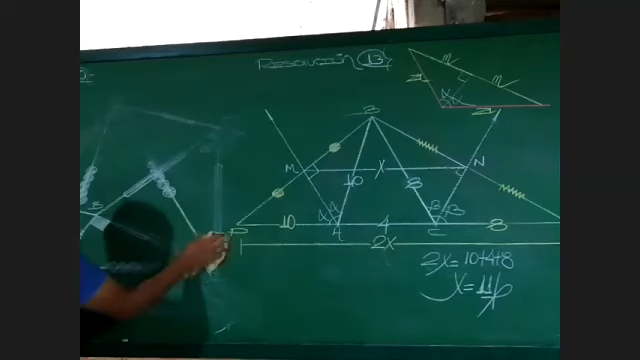 Resolución 13
m
m
α α
B
M
N
x
10
8
α α
β β
P
10
A
4
C
8
2x
2x = 10+4+8
x = 11